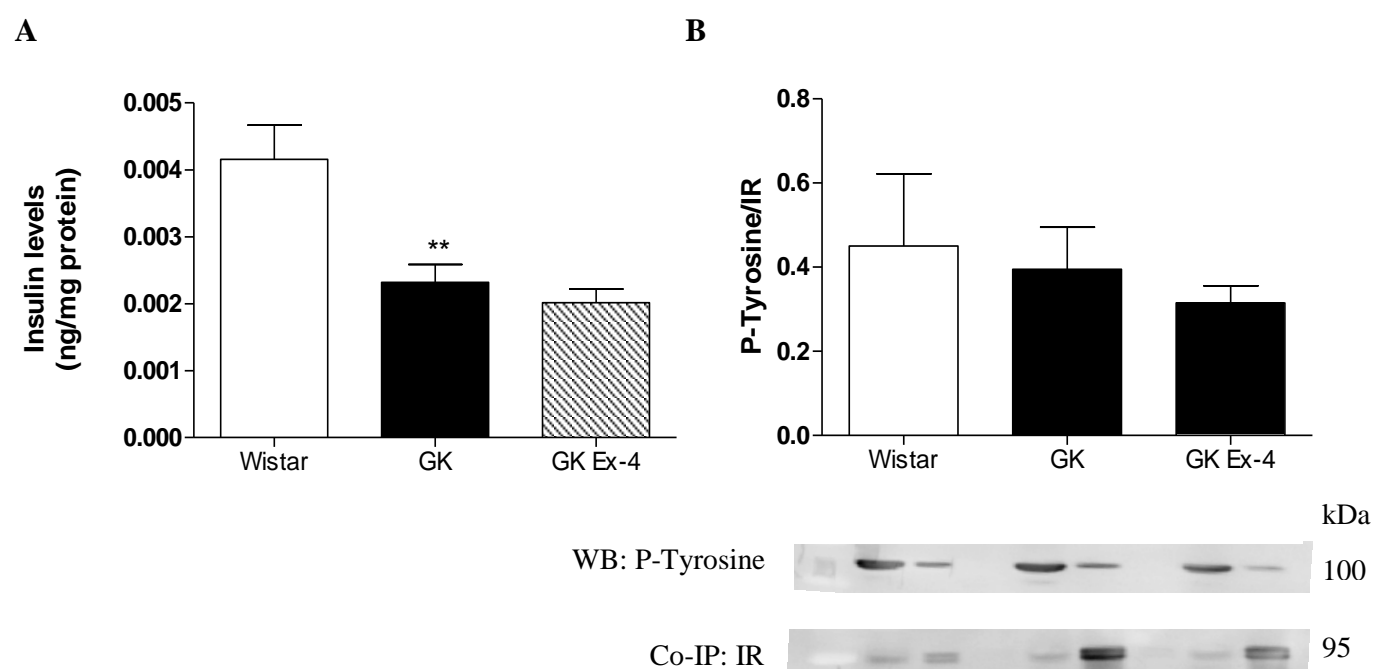 A
Insulin levels
(ng/mg protein)
0.005
0.004
0.003
0.002
0.001
0.000
**
Wistar GK GK Ex-4
B
P-Tyrosine/IR
0.8
0.6
0.4
0.2
0.0
Wistar GK GK Ex-4
kDa
WB: P-Tyrosine 100
Co-IP: IR 95